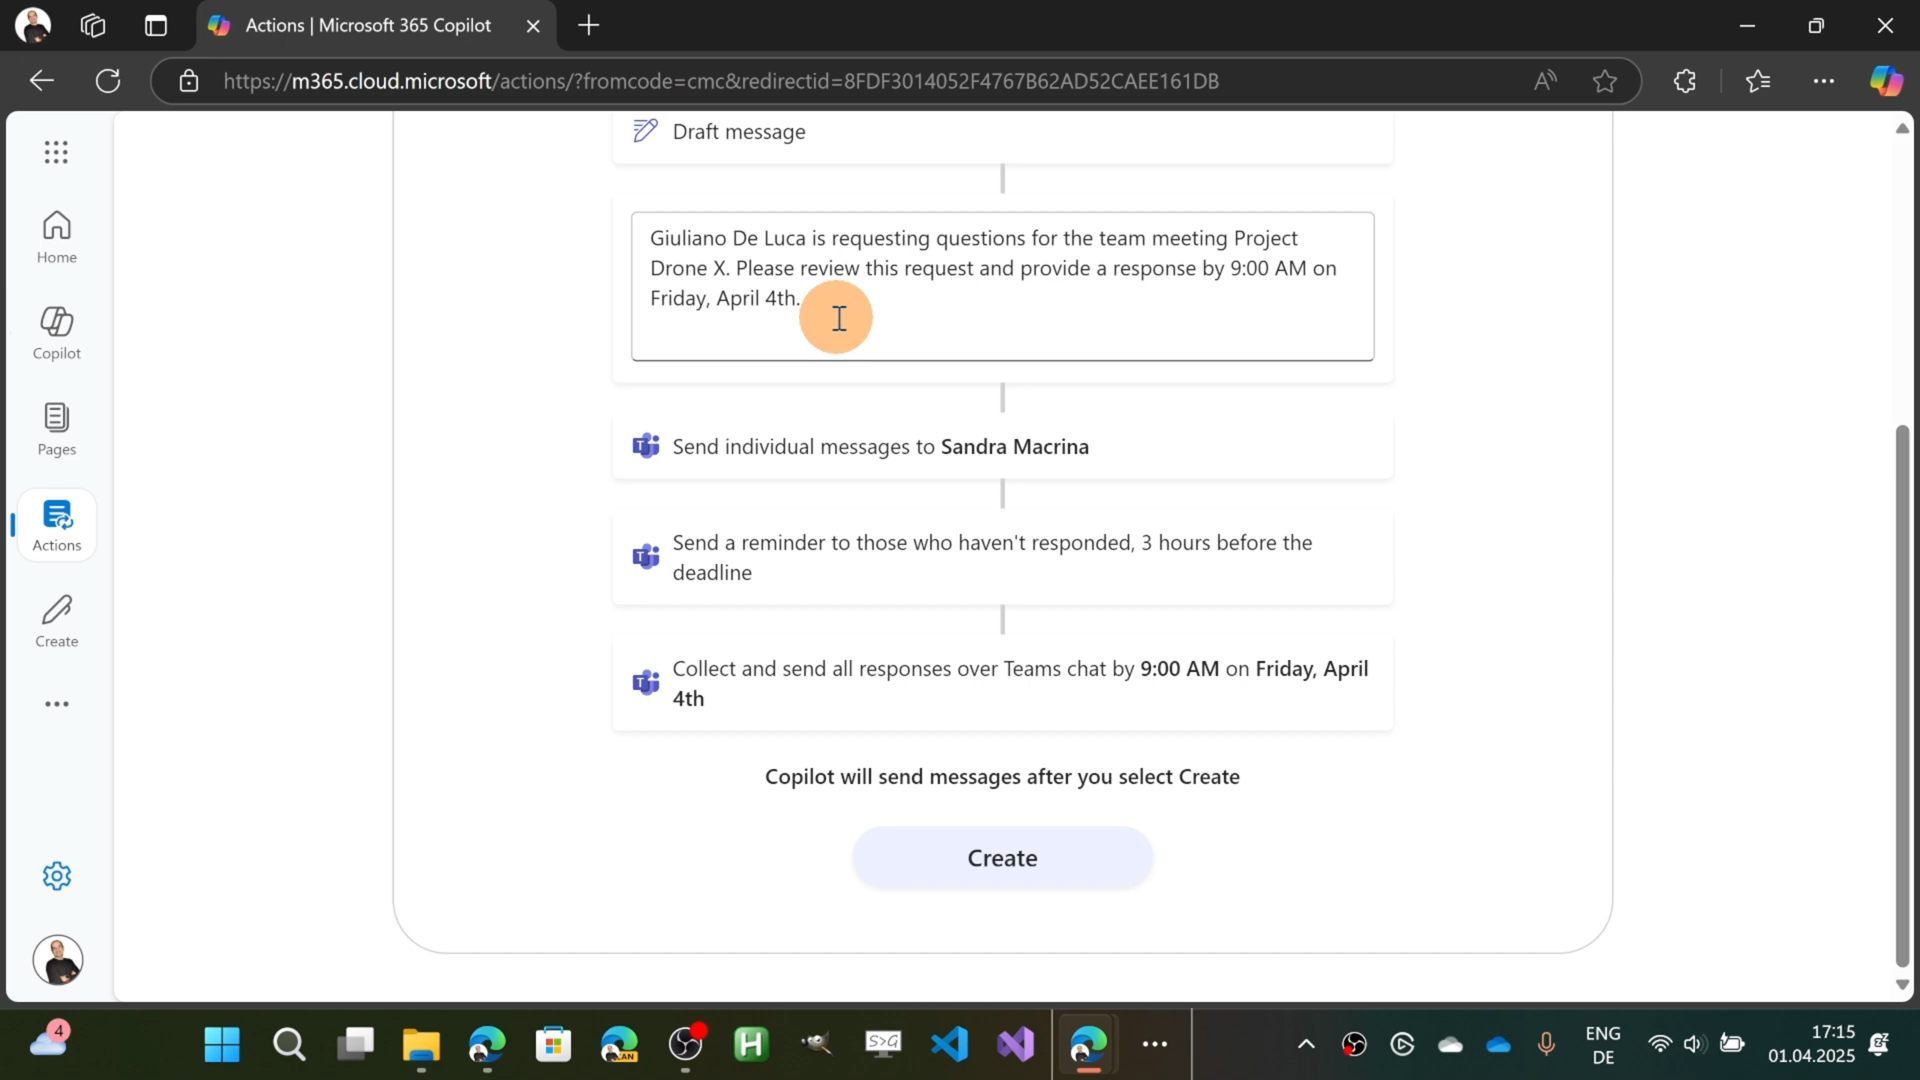 Actions | Microsoft 365 Copilot
https://m365.cloud.microsoft/actions/?fromcode=cmc&redirectid=8FDF3014052F4767B62AD52CAEE161DB
Home
Copilot
Pages
Actions
Create
Draft message
Giuliano De Luca is requesting questions for the team meeting Project
Drone X. Please review this request and provide a response by 9:00 AM on
Friday, April 4th.
Send individual messages to Sandra Macrina
Send a reminder to those who haven't responded, 3 hours before the
deadline
Collect and send all responses over Teams chat by 9:00 AM on Friday, April
4th
Copilot will send messages after you select Create
Create
4
CAN
H
S>G
ENG
DE
17:15
01.04.2025